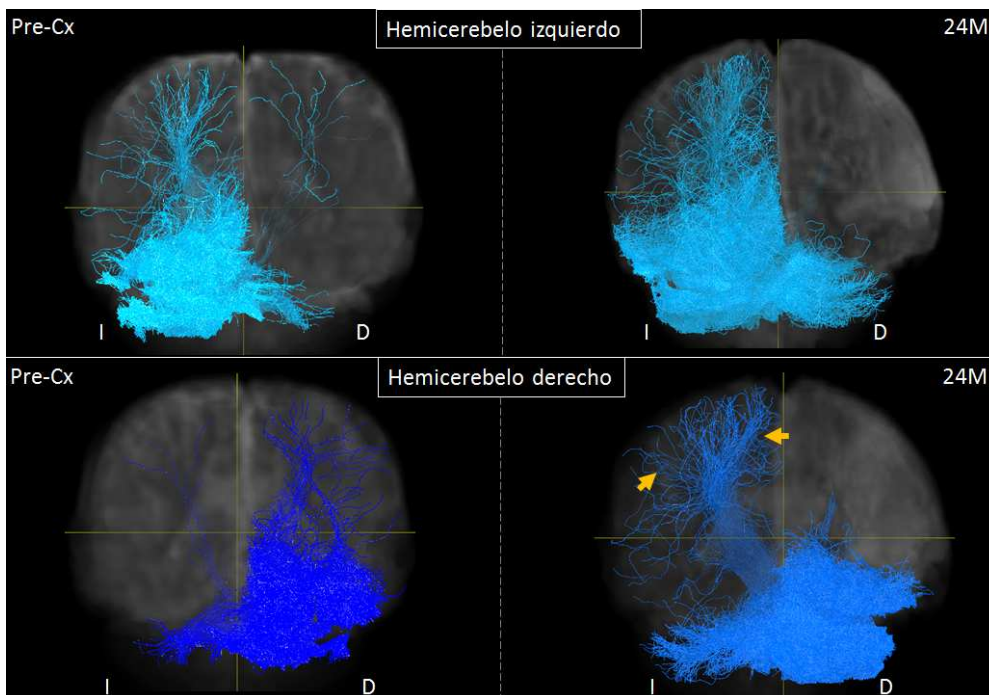 Pre-Cx
Hemicerebelo izquierdo
24M
I
D
I
D
Pre-Cx
Hemicerebelo derecho
24M
I
D
I
D